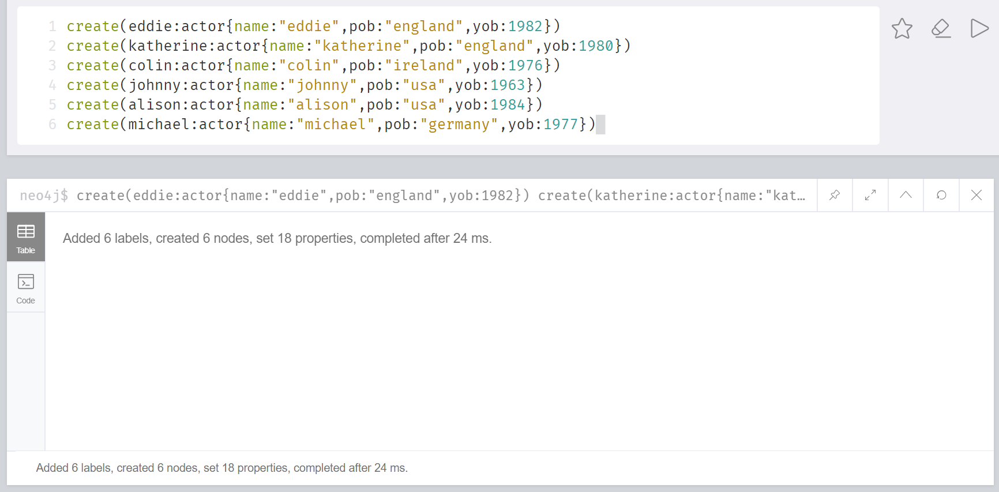 1 create(eddie:actor{name:"eddie",pob:"england",yob:1982})
2 create(katherine:actor{name:"katherine",pob:"england",yob:1980})
3 create(colin:actor{name:"colin",pob:"ireland",yob:1976})
4 create(johnny:actor{name:"johnny",pob:"usa",yob:1963})
5 create(alison:actor{name:"alison",pob:"usa",yob:1984})
6 create(michael:actor{name:"michael",pob:"germany",yob:1977})
neo4j$ create(eddie:actor{name:"eddie",pob:"england",yob:1982}) create(katherine:actor{name:"kat…
Table
Added 6 labels, created 6 nodes, set 18 properties, completed after 24 ms.
Code
Added 6 labels, created 6 nodes, set 18 properties, completed after 24 ms.